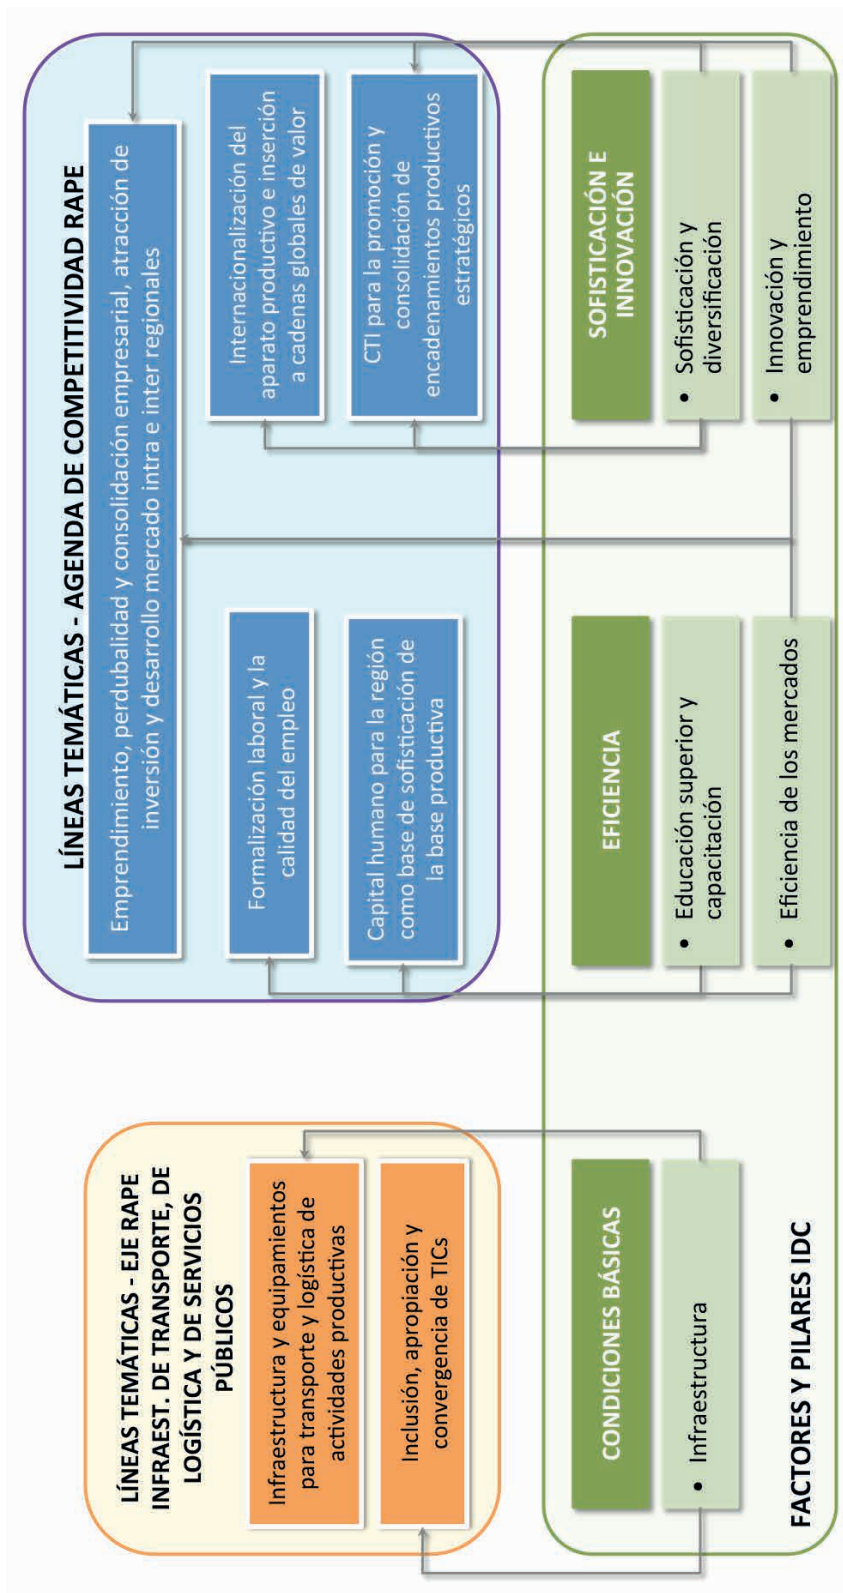 LÍNEAS TEMÁTICAS - EJE RAPE
INFRAEST. DE TRANSPORTE, DE
LOGÍSTICA Y DE SERVICIOS
PÚBLICOS
Infraestructura y equipamientos
para transporte y logística de
actividades productivas
Inclusión, apropiación y
convergencia de TICs
LÍNEAS TEMÁTICAS - AGENDA DE COMPETITIVIDAD RAPE
Emprendimiento, perdubalidad y consolidación empresarial, atracción de
inversión y desarrollo mercado intra e inter regionales
Formalización laboral y la
calidad del empleo
Capital humano para la región
como base de sofisticación de
la base productiva
Internacionalización del
aparato productivo e inserción
a cadenas globales de valor
CTI para la promoción y
consolidación de
encadenamientos productivos
estratégicos
CONDICIONES BÁSICAS
• Infraestructura
EFICIENCIA
• Educación superior y
capacitación
• Eficiencia de los mercados
SOFISTICACIÓN E
INNOVACIÓN
• Sofisticación y
diversificación
• Innovación y
emprendimiento
FACTORES Y PILARES IDC